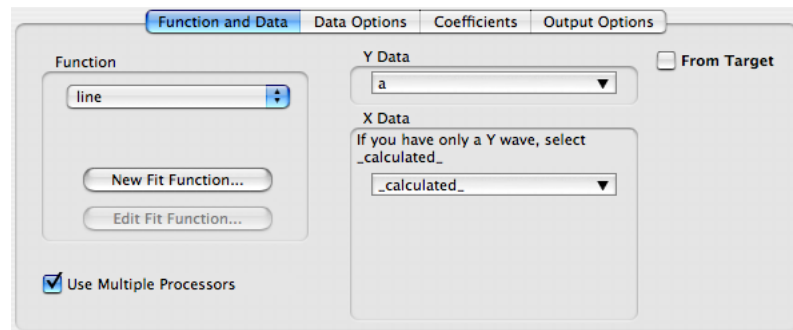 Function and Data
Data Options
Coefficients
Output Options
Function
line
New Fit Function...
Edit Fit Function...
Use Multiple Processors
Y Data
a
X Data
If you have only a Y wave, select
_calculated_
_calculated_
From Target